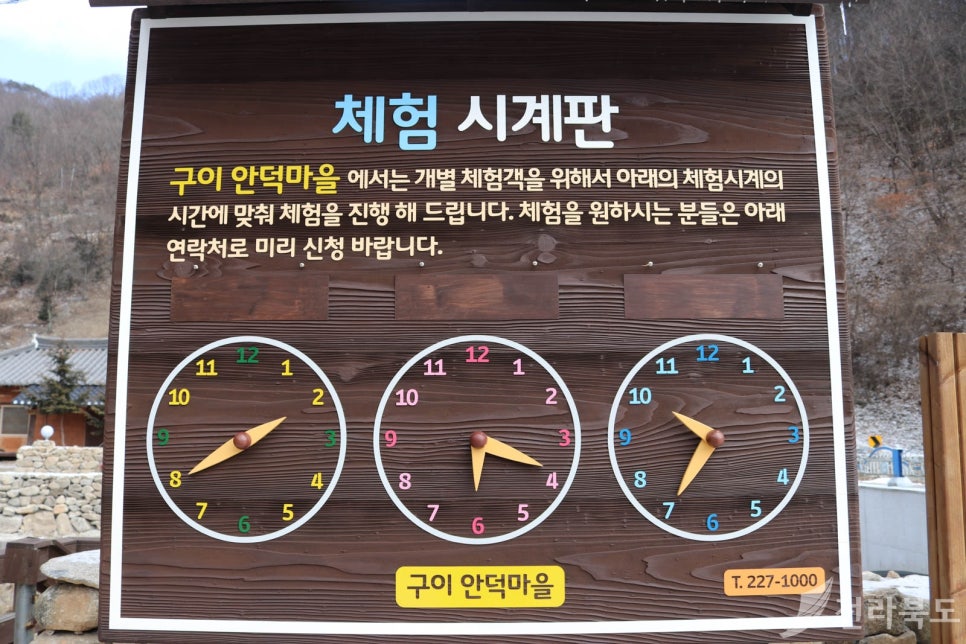 체험 시계판
구이 안덕마을 에서는 개별 체험객을 위해서 아래의 체험시계의
시간에 맞춰 체험을 진행 해 드립니다. 체험을 원하시는 분들은 아래
연락처로 미리 신청 바랍니다.
12 1 2 3 4 5 6 7 8 9 10 11
12 1 2 3 4 5 6 7 8 9 10 11
12 1 2 3 4 5 6 7 8 9 10 11
구이 안덕마을
T. 227-1000
전라북도